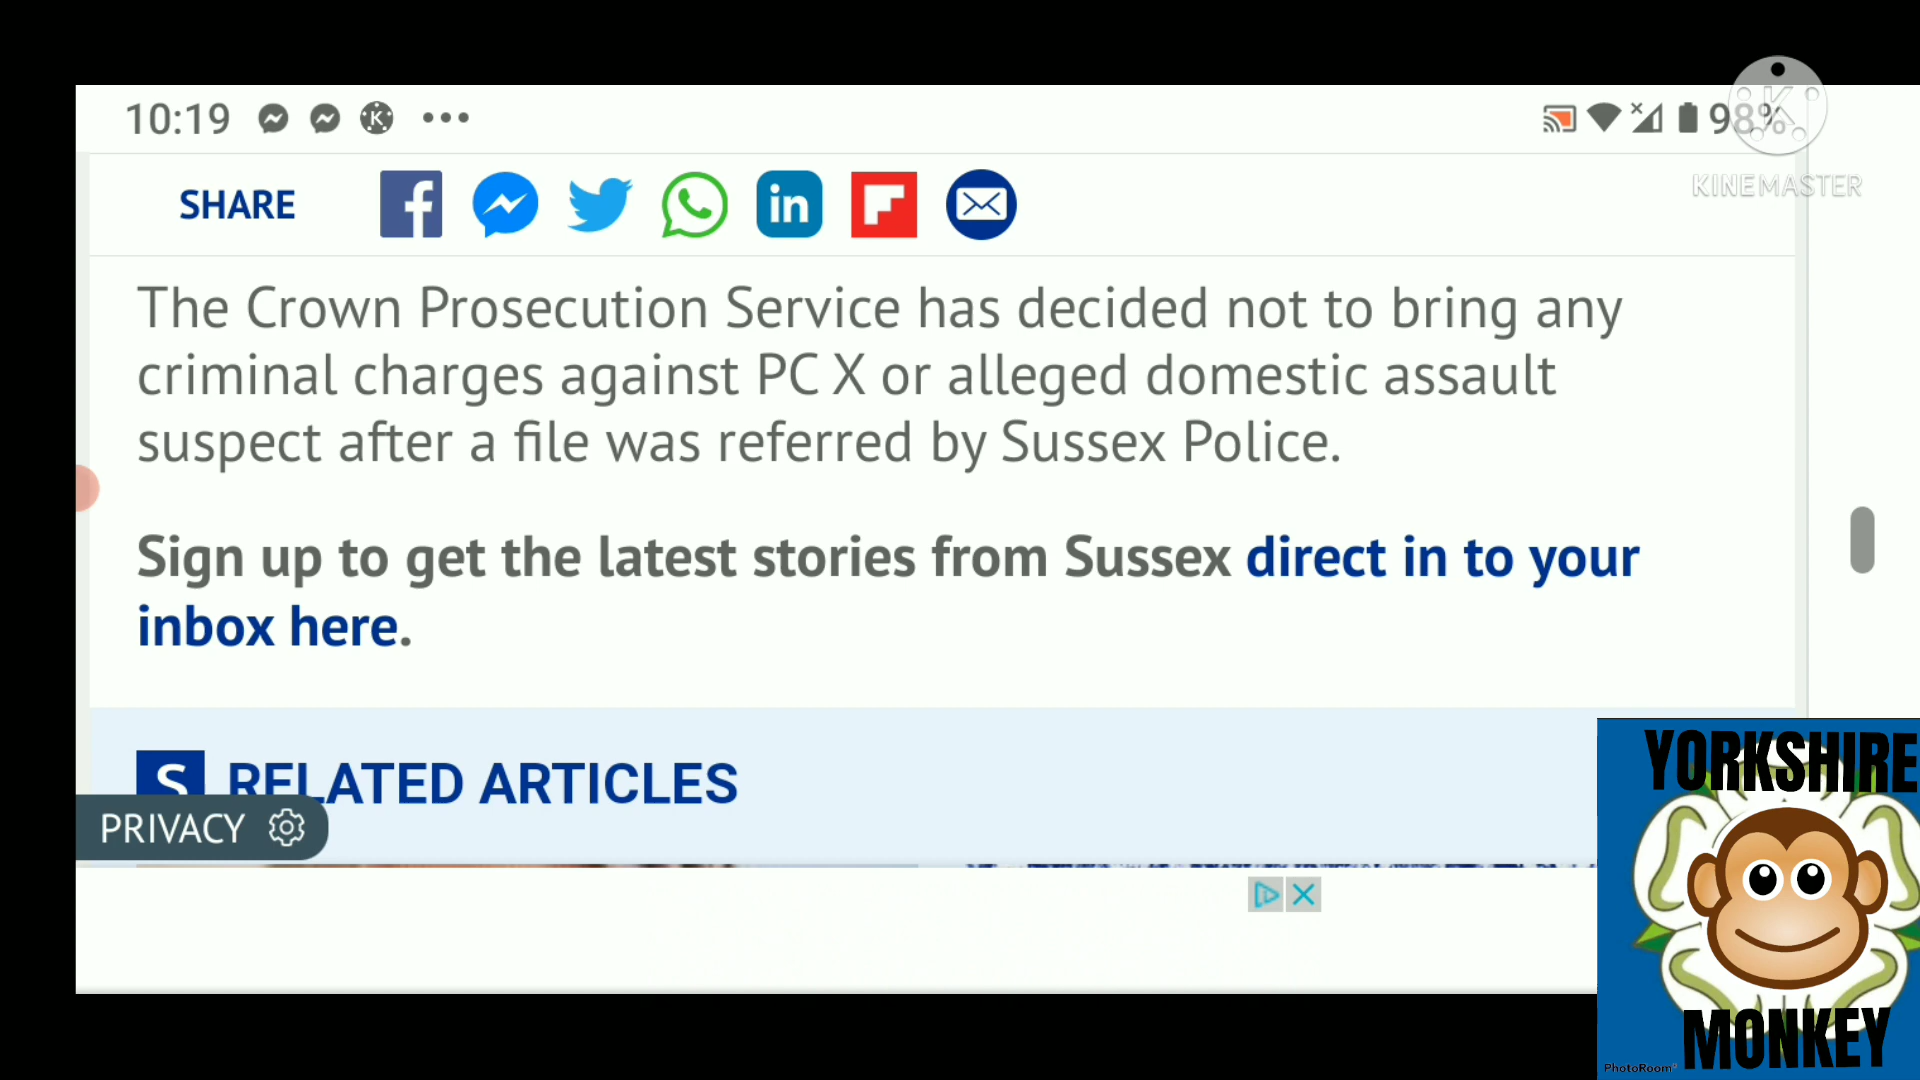 10:19
98%
KINEMASTER
SHARE
The Crown Prosecution Service has decided not to bring any
criminal charges against PC X or alleged domestic assault
suspect after a file was referred by Sussex Police.
Sign up to get the latest stories from Sussex direct in to your
inbox here.
S RELATED ARTICLES
PRIVACY
YORKSHIRE
MONKEY
PhotoRoom